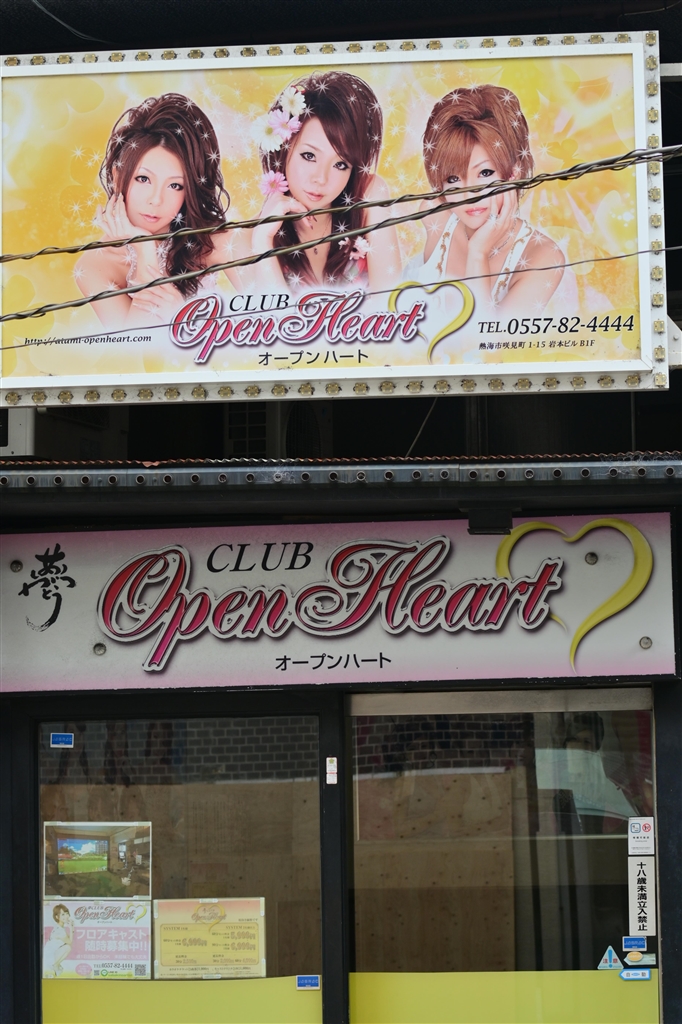 CLUB
Open Heart
オープンハート
http://atami-openheart.com
TEL.0557-82-4444
熱海市咲見町 1-15 岩本ビル B1F
CLUB
Open Heart
オープンハート
Open Heart
フロアキャスト
随時募集中!!
0557-82-4444
十八歳未満立入禁止